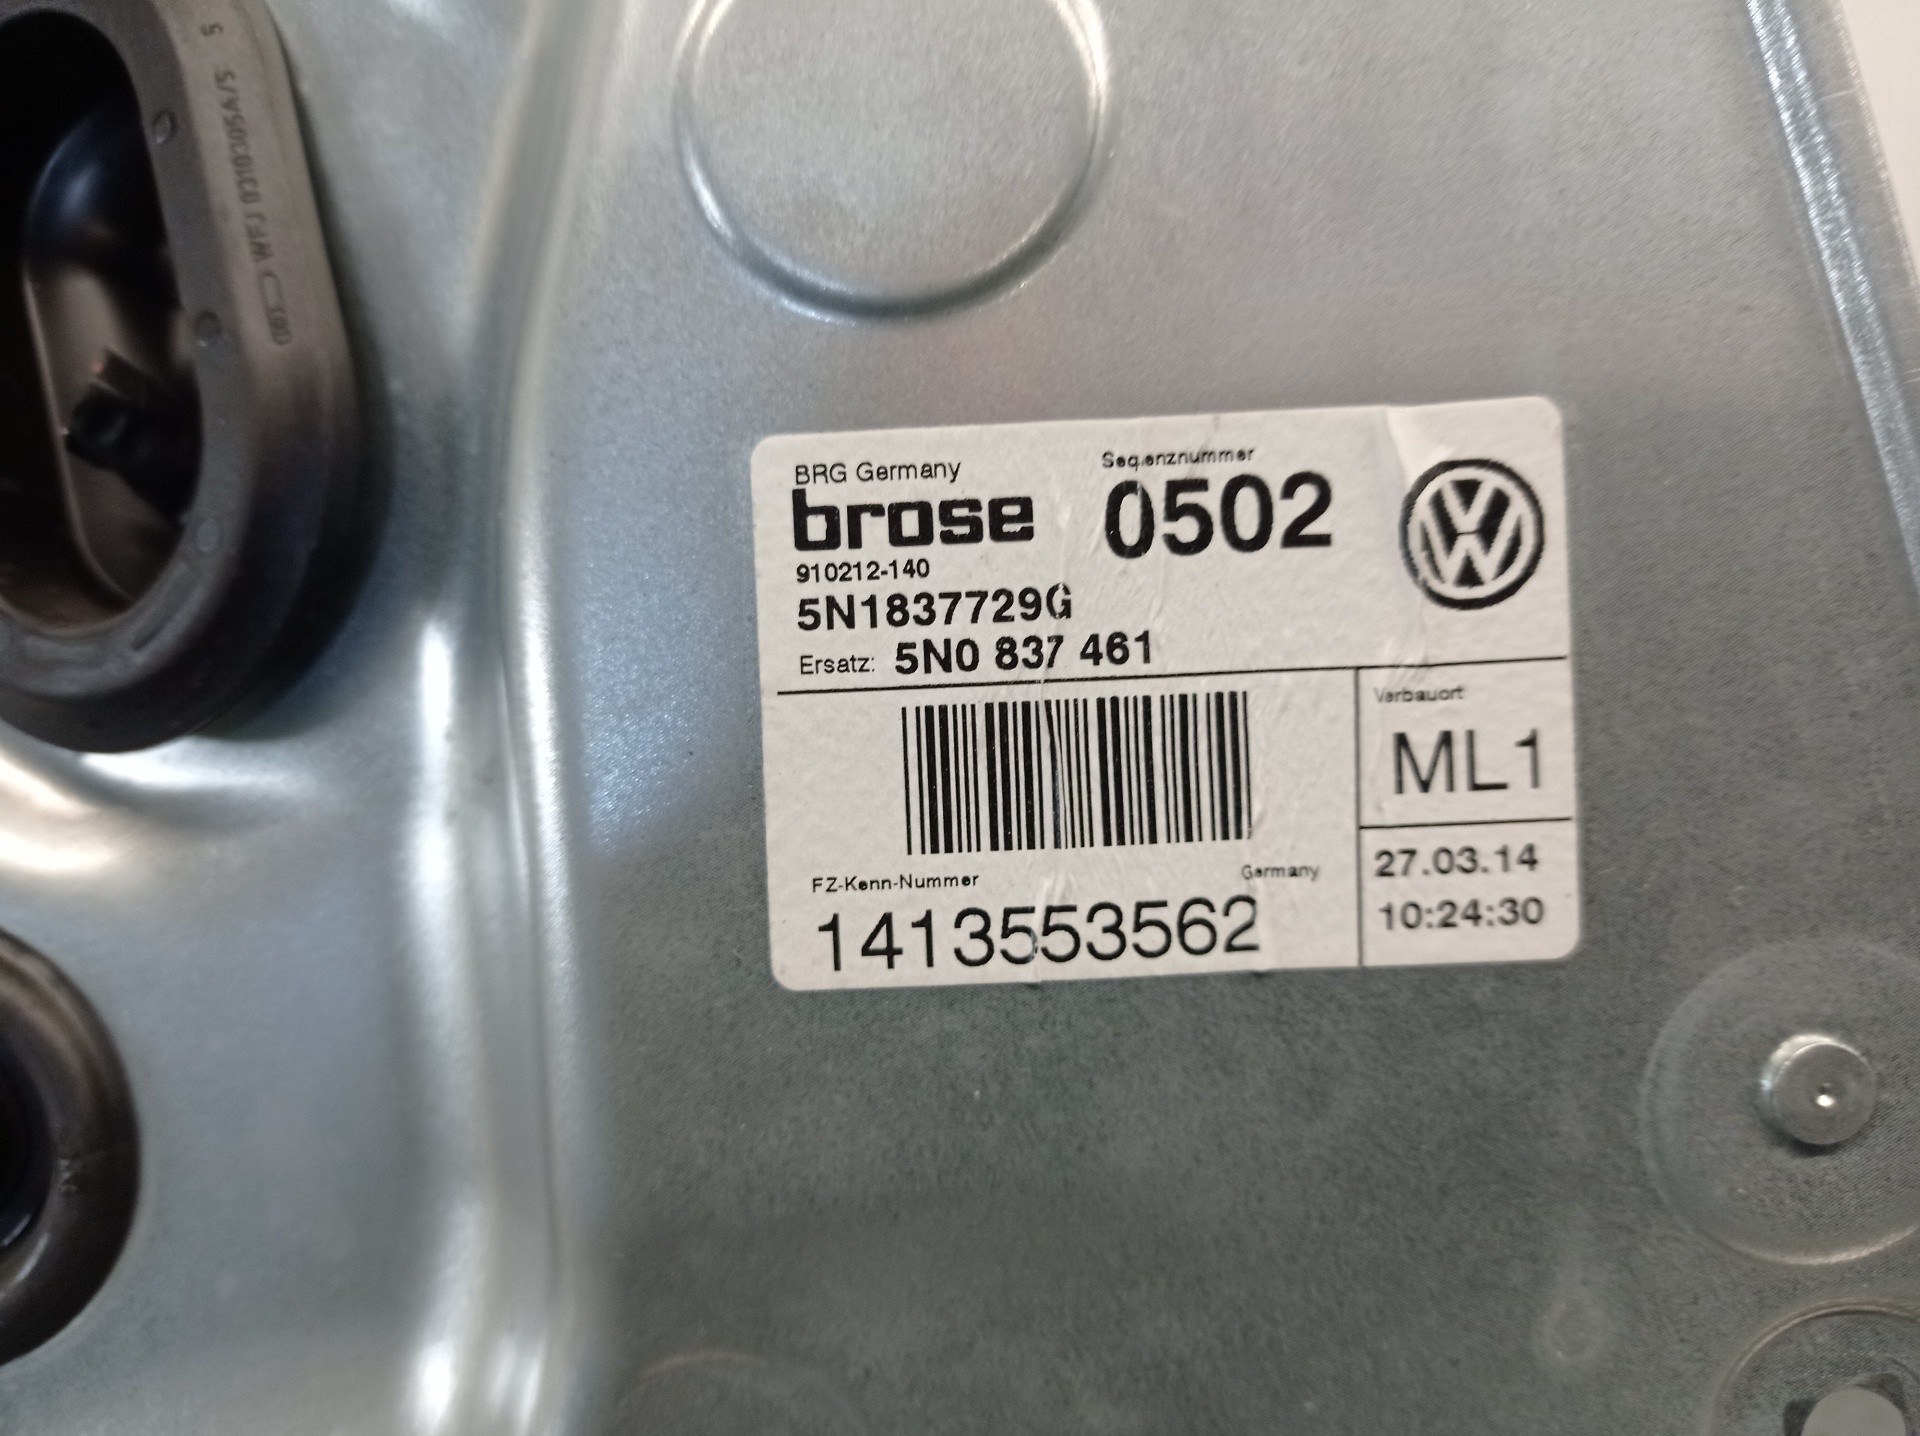 BRG Germany
brose
910212-140
5N1837729G
Ersatz: 5N0 837 461
Seqenznummer
0502
Verbauort
ML1
FZ-Kenn-Nummer
Germany
1413553562
27.03.14
10:24:30